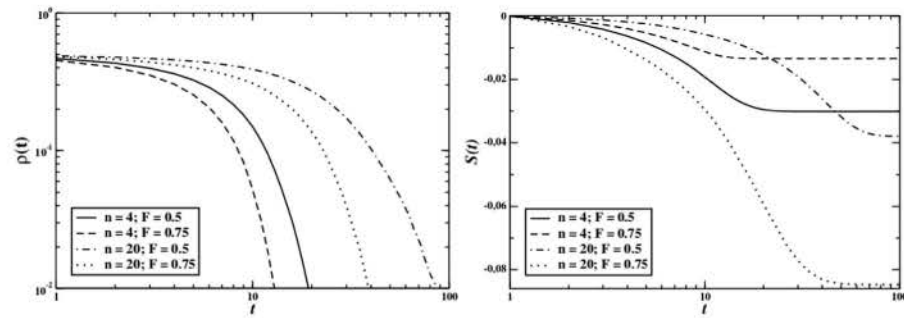 10^0
ρ(t)
10^-1
10^-2
n = 4; F = 0.5
n = 4; F = 0.75
n = 20; F = 0.5
n = 20; F = 0.75
1
10
100
t
0
-0,02
-0,04
-0,06
-0,08
S(t)
n = 4; F = 0.5
n = 4; F = 0.75
n = 20; F = 0.5
n = 20; F = 0.75
1
10
100
t